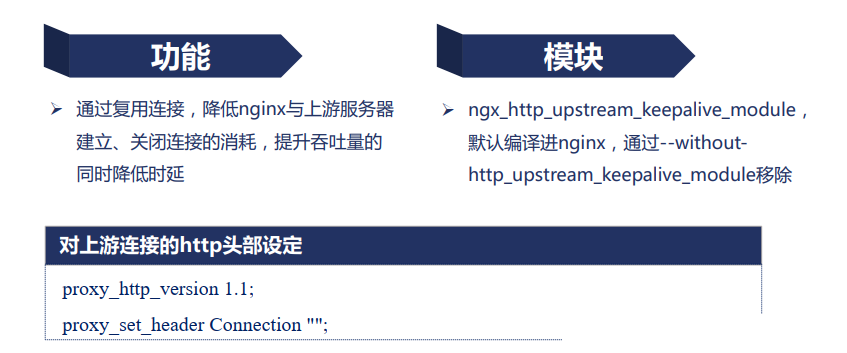 功能
通过复用连接，降低nginx与上游服务器
建立、关闭连接的消耗，提升吞吐量的
同时降低时延
模块
ngx_http_upstream_keepalive_module，
默认编译进nginx，通过--without-
http_upstream_keepalive_module移除
对上游连接的http头部设定
proxy_http_version 1.1;
proxy_set_header Connection "";